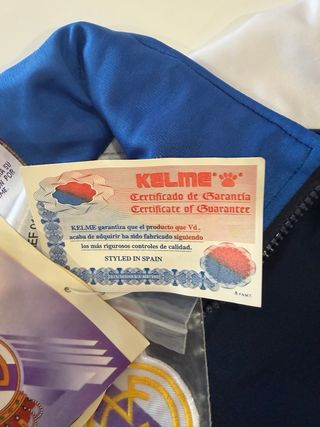 KELME
Certificado de Garantía
Certificate of Guarantee
KELME garantiza que el producto que Vd.
acaba de adquirir ha sido fabricado siguiendo
los más rigurosos controles de calidad.
STYLED IN SPAIN